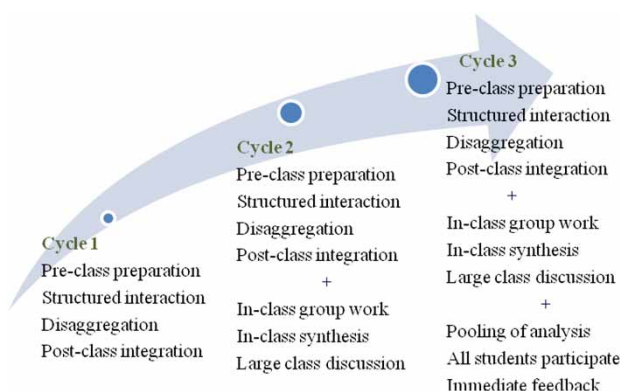 Cycle 1
Pre-class preparation
Structured interaction
Disaggregation
Post-class integration
Cycle 2
Pre-class preparation
Structured interaction
Disaggregation
Post-class integration
+
In-class group work
In-class synthesis
Large class discussion
Cycle 3
Pre-class preparation
Structured interaction
Disaggregation
Post-class integration
+
In-class group work
In-class synthesis
Large class discussion
+
Pooling of analysis
All students participate
Immediate feedback